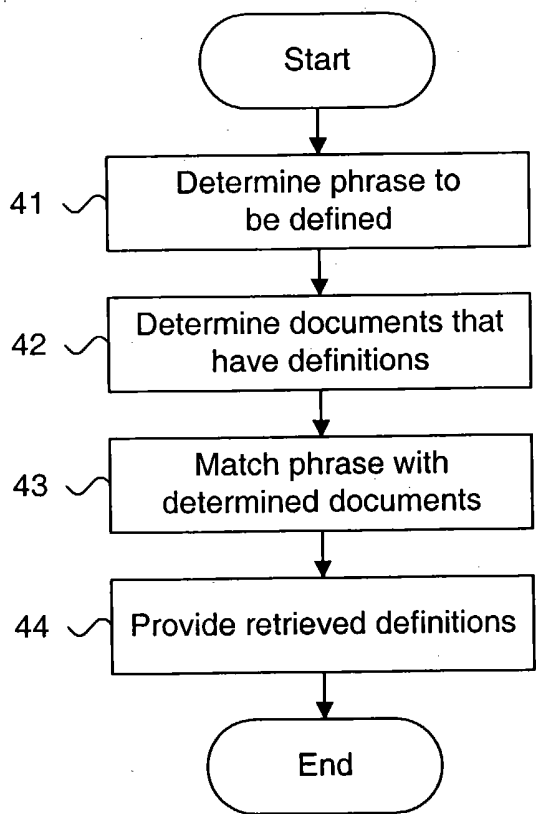 Start
41
Determine phrase to
be defined
42
Determine documents that
have definitions
43
Match phrase with
determined documents
44
Provide retrieved definitions
End